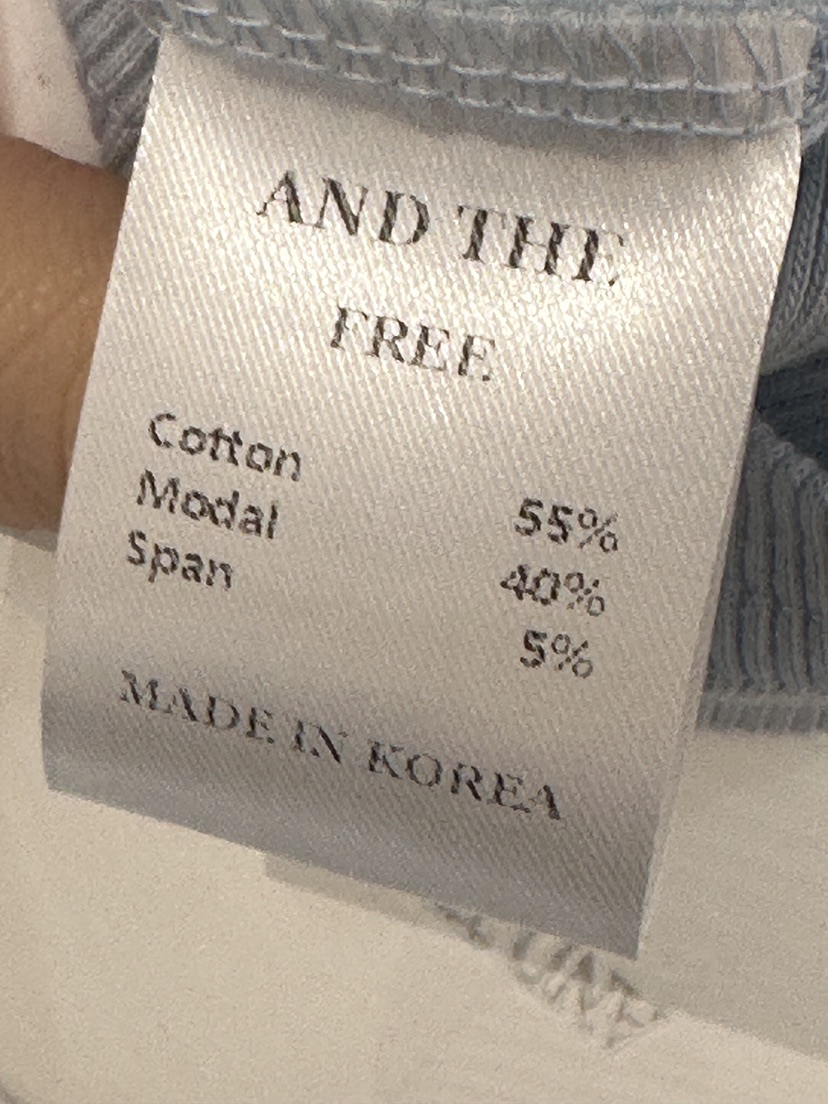 AND THE
FREE
Cotton 55%
Modal 40%
Span 5%
MADE IN KOREA